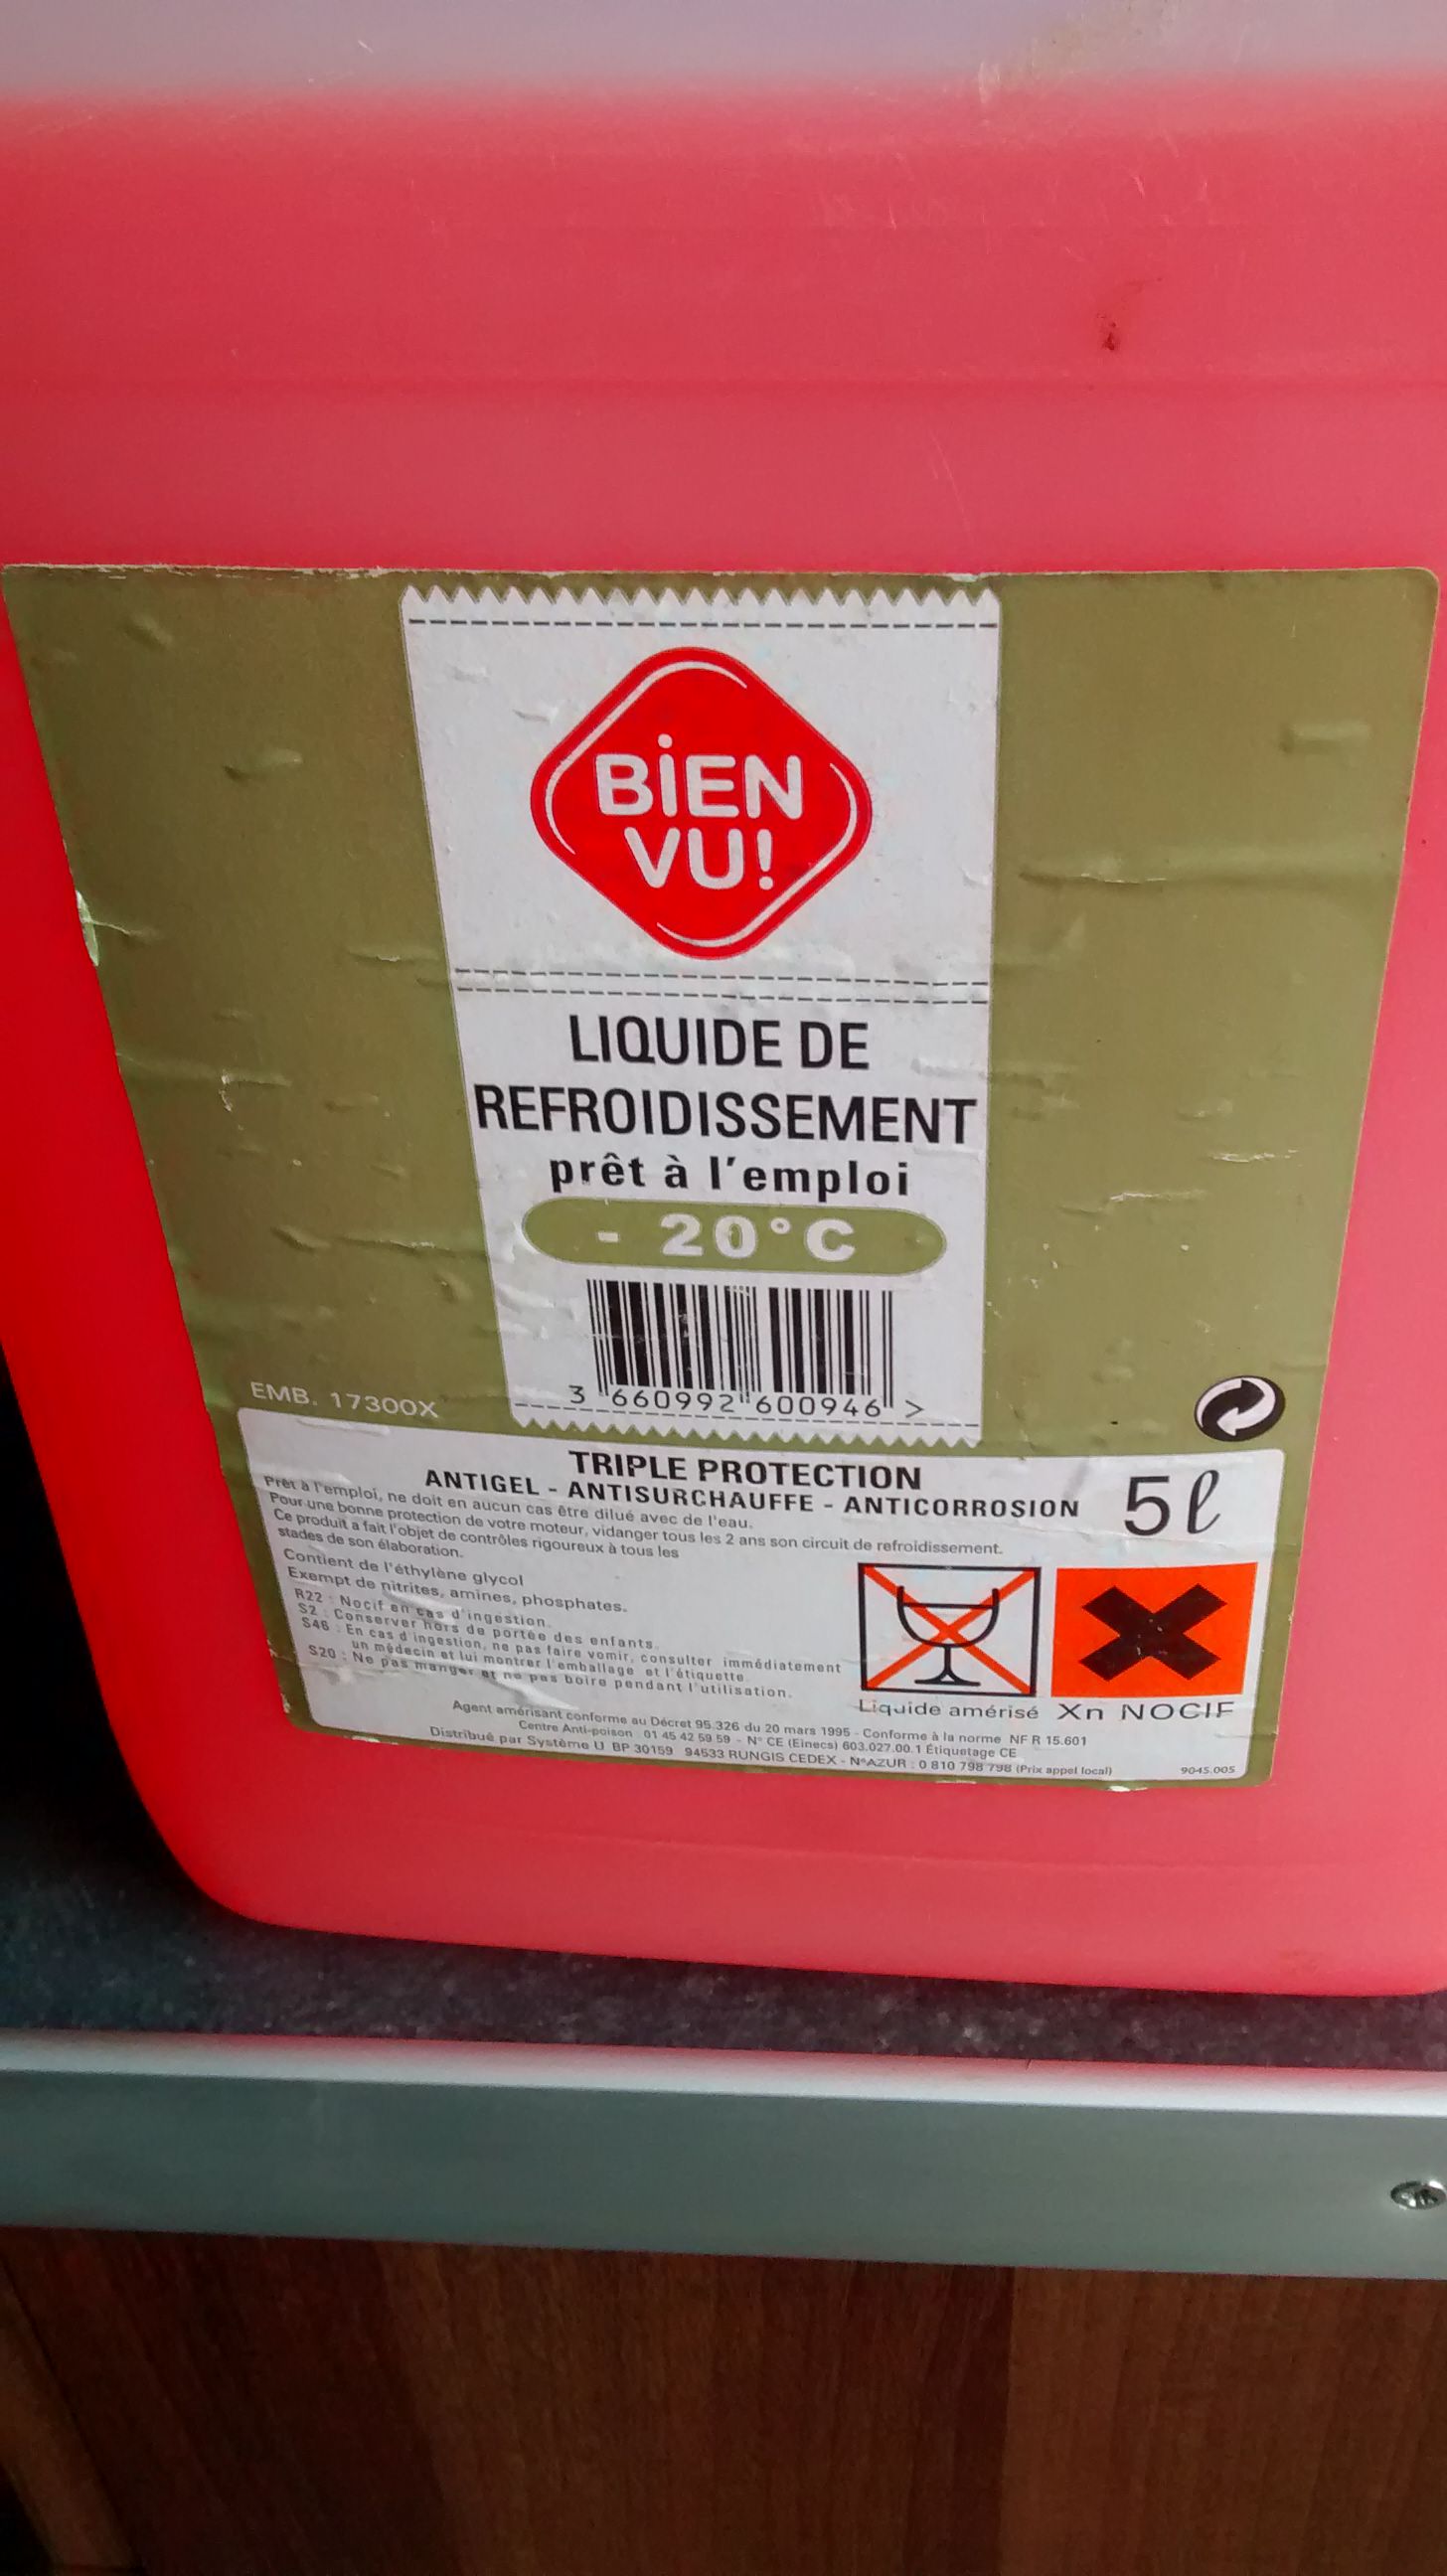 BiEN
VU!
LIQUIDE DE
REFROIDISSEMENT
prêt à l'emploi
- 20°C
3 660992 600946 >
EMB. 17300X
TRIPLE PROTECTION
ANTIGEL - ANTISURCHAUFFE - ANTICORROSION
5ℓ
Prêt à l'emploi, ne doit en aucun cas être dilué avec de l'eau.
Pour une bonne protection de votre moteur, vidanger tous les 2 ans son circuit de refroidissement.
Ce produit a fait l'objet de contrôles rigoureux à tous les
stades de son élaboration.
Contient de l'éthylène glycol
Exempt de nitrites, amines, phosphates.
R22 : Nocif en cas d'ingestion.
S2 : Conserver hors de portée des enfants.
S46 : En cas d'ingestion, ne pas faire vomir, consulter immédiatement
un médecin et lui montrer l'emballage et l'étiquette
S20 : Ne pas manger et ne pas boire pendant l'utilisation.
Liquide amérisé Xn NOCIF
Agent amérisant conforme au Décret 95.326 du 20 mars 1995 - Conforme à la norme NF R 15.601
Centre Anti-poison : 01 45 42 59 59 - N° CE (Einecs) 603.027.00.1 Étiquetage CE
Distribué par Système U BP 30159 94533 RUNGIS CEDEX - N°AZUR : 0 810 798 798 (Prix appel local)
9045.005